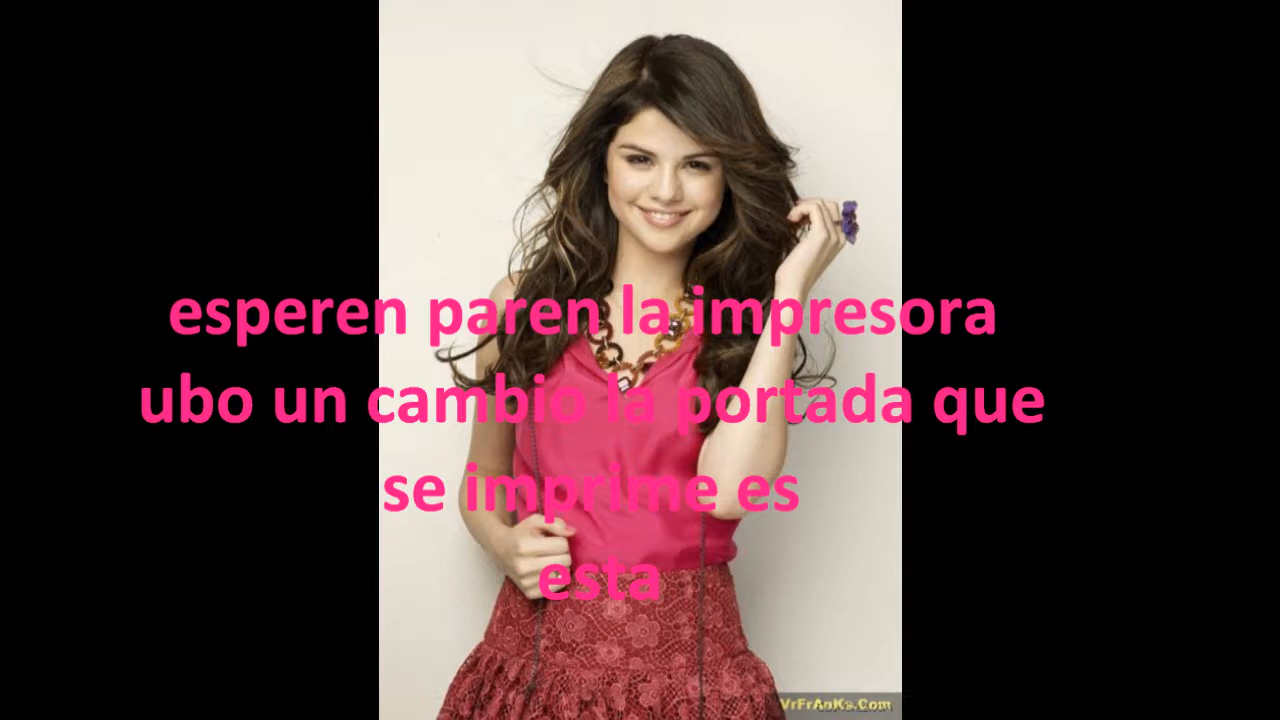 esperen paren la impresora
ubo un cambio la portada que
se imprime es
esta
VrFrAnKs.Com